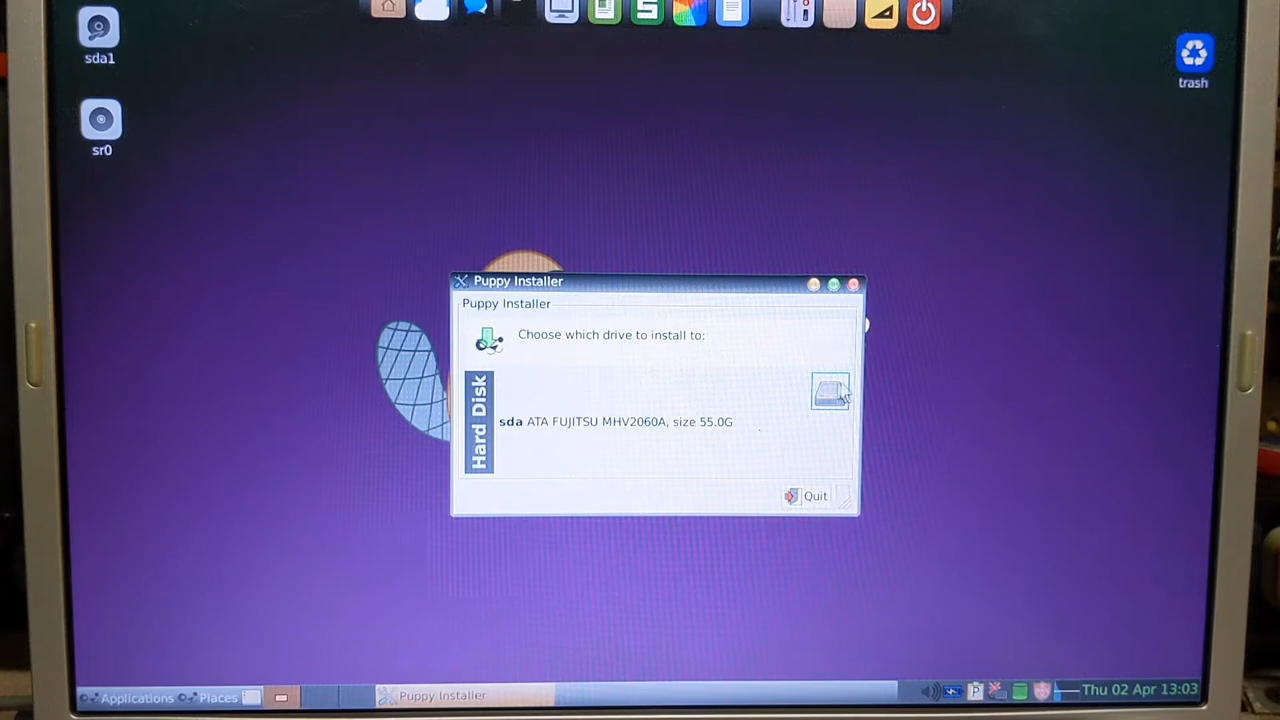 sda1
trash
sr0
Puppy Installer
Puppy Installer
Choose which drive to install to:
Hard Disk
sda ATA FUJITSU MHV2060A, size 55.0G
Quit
Applications
Places
Puppy Installer
P
Thu 02 Apr 13:03